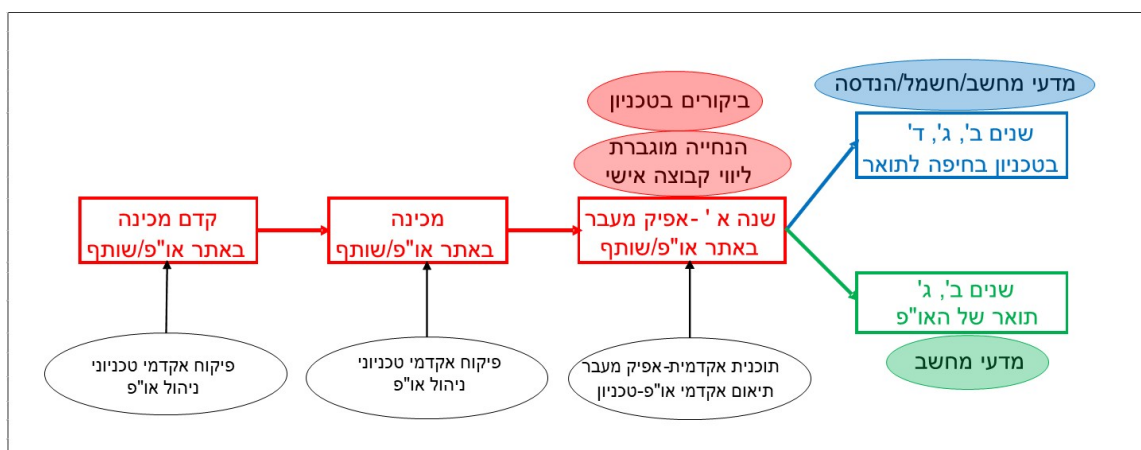 מדעי מחשב/חשמל/הנדסה
שנים ב', ג', ד'
בטכניון בחיפה לתואר
ביקורים בטכניון
הנחייה מוגברת
ליווי קבוצה אישי
קדם מכינה
באתר או"פ/שותף
מכינה
באתר או"פ/שותף
שנה א ' -אפיק מעבר
באתר או"פ/שותף
שנים ב', ג'
תואר של האו"פ
מדעי מחשב
פיקוח אקדמי טכניוני
ניהול או"פ
פיקוח אקדמי טכניוני
ניהול או"פ
תוכנית אקדמית-אפיק מעבר
תיאום אקדמי או"פ-טכניון